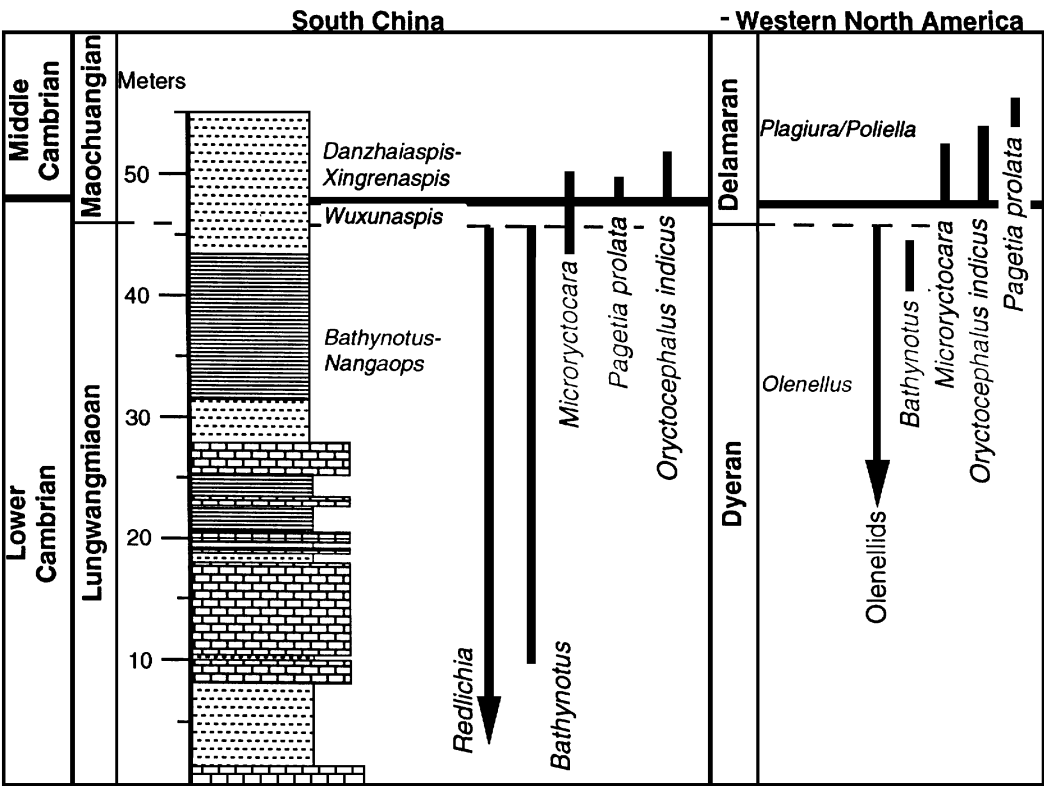 South China
- Western North America
Middle
Cambrian
Maochuangian
Meters
50
40
30
20
10
Lower
Cambrian
Lungwangmiaoan
Danzhaiaspis-
Xingrenaspis
Wuxunaspis
Bathynotus-
Nangaops
Redlichia
Bathynotus
Microryctocara
Pagetia prolata
Oryctocephalus indicus
Delamaran
Dyeran
Plagiura/Poliella
Olenellus
Olenellids
Bathynotus
Microryctocara
Oryctocephalus indicus
Pagetia prolata